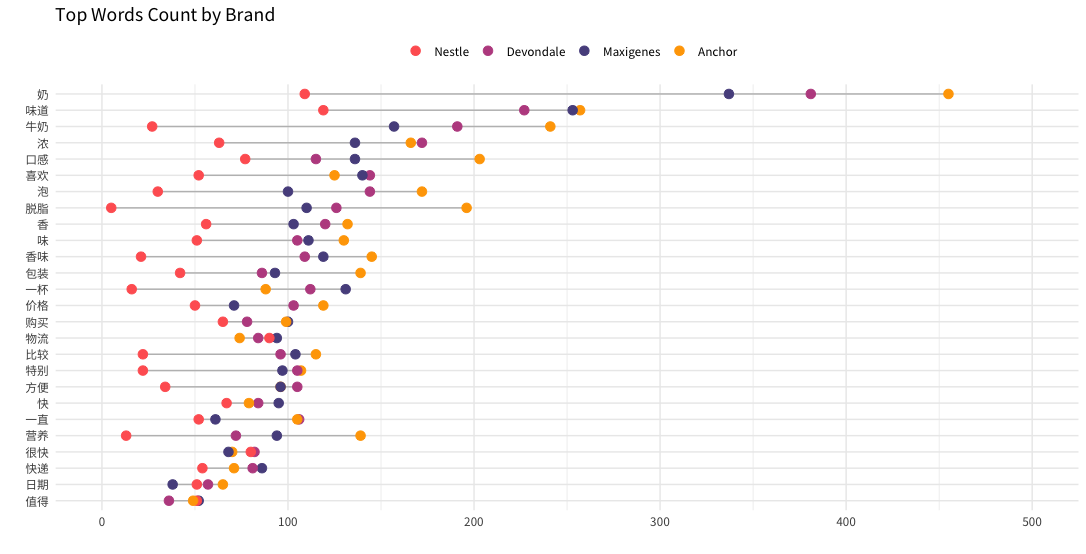 Top Words Count by Brand
Nestle Devondale Maxigenes Anchor
奶
味道
牛奶
浓
口感
喜欢
泡
脱脂
香
味
香味
包装
一杯
价格
购买
物流
比较
特别
方便
快
一直
营养
很快
快递
日期
值得
0 100 200 300 400 500